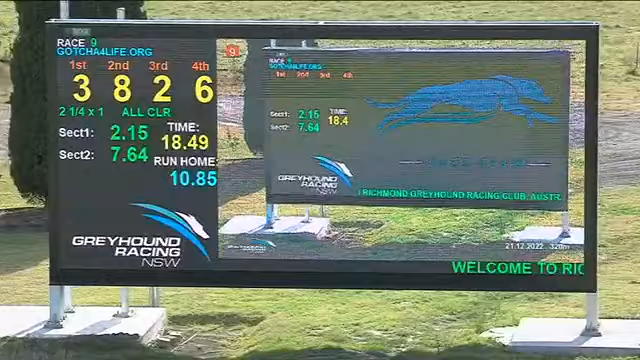 RACE 9
GOTCHA4LIFE.ORG
1st 2nd 3rd 4th
3 8 2 6
2 1/4 x 1 ALL CLR
Sect1: 2.15 TIME:
18.49
Sect2: 7.64 RUN HOME
10.85
GREYHOUND
RACING
NSW
9
RACE 9
GOTCHA4LIFE.ORG
1st 2nd 3rd 4th
Sect1: 2.15 TIME:
18.4
Sect2: 7.64
GREYHOUND
RACING
NSW
RICHMOND GREYHOUND RACING CLUB, AUSTR
21.12.2022 320m
WELCOME TO RIC